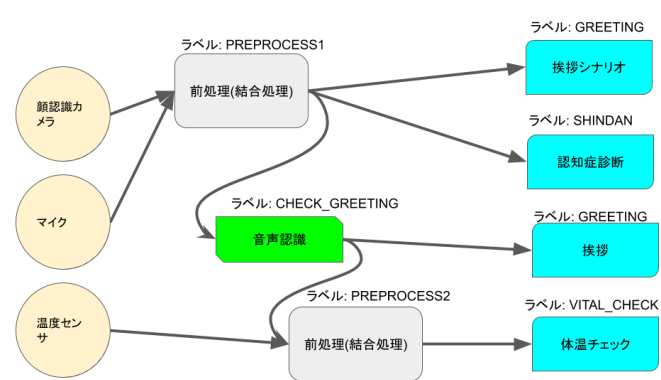 ラベル: GREETING
ラベル: PREPROCESS1
挨拶シナリオ
前処理(結合処理)
顔認識カ
メラ
ラベル: SHINDAN
認知症診断
ラベル: CHECK_GREETING
マイク
ラベル: GREETING
音声認識
挨拶
ラベル: PREPROCESS2
ラベル: VITAL_CHECK
温度セン
サ
前処理(結合処理)
体温チェック